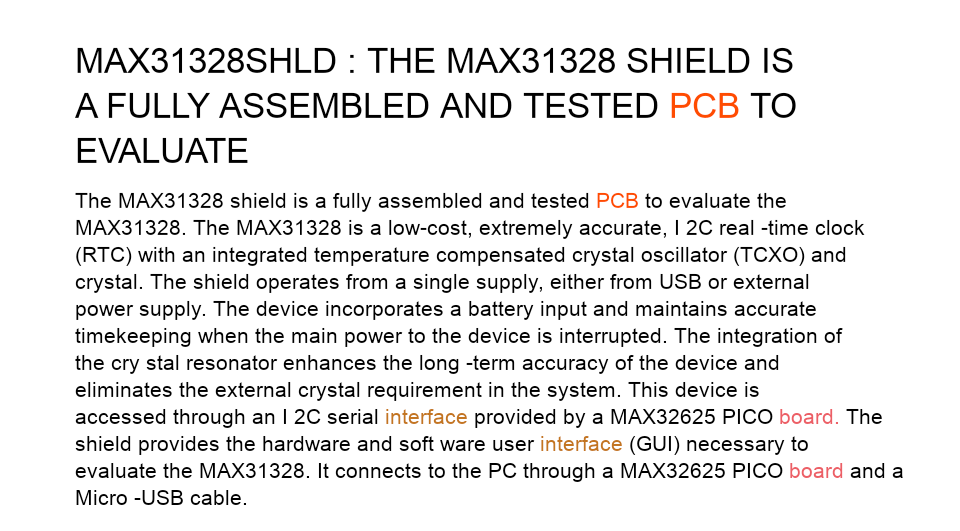 MAX31328SHLD : THE MAX31328 SHIELD IS
A FULLY ASSEMBLED AND TESTED PCB TO
EVALUATE
The MAX31328 shield is a fully assembled and tested PCB to evaluate the
MAX31328. The MAX31328 is a low-cost, extremely accurate, I 2C real -time clock
(RTC) with an integrated temperature compensated crystal oscillator (TCXO) and
crystal. The shield operates from a single supply, either from USB or external
power supply. The device incorporates a battery input and maintains accurate
timekeeping when the main power to the device is interrupted. The integration of
the cry stal resonator enhances the long -term accuracy of the device and
eliminates the external crystal requirement in the system. This device is
accessed through an I 2C serial interface provided by a MAX32625 PICO board. The
shield provides the hardware and soft ware user interface (GUI) necessary to
evaluate the MAX31328. It connects to the PC through a MAX32625 PICO board and a
Micro -USB cable.